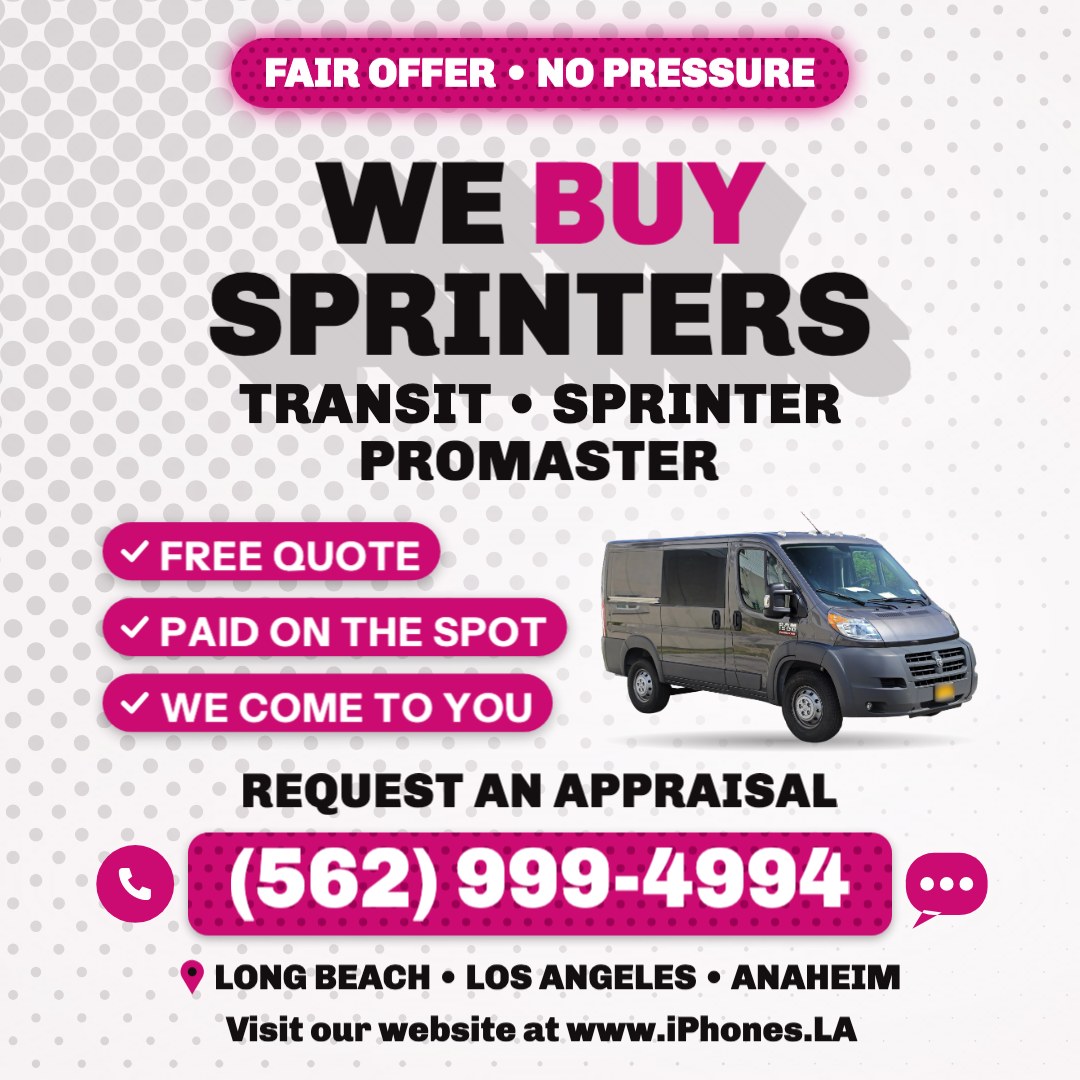 FAIR OFFER • NO PRESSURE
WE BUY
SPRINTERS
TRANSIT • SPRINTER
PROMASTER
✓ FREE QUOTE
✓ PAID ON THE SPOT
✓ WE COME TO YOU
REQUEST AN APPRAISAL
(562) 999-4994
LONG BEACH • LOS ANGELES • ANAHEIM
Visit our website at www.iPhones.LA